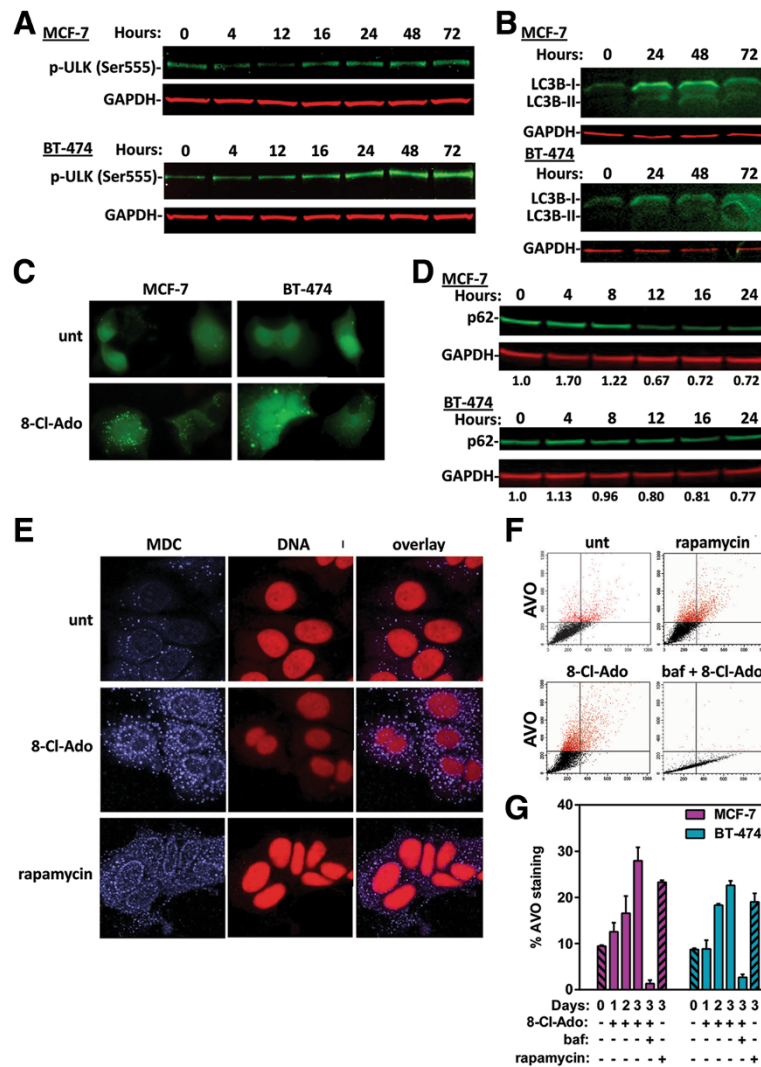 A
MCF-7 Hours: 0 4 12 16 24 48 72
p-ULK (Ser555)-
GAPDH-
BT-474 Hours: 0 4 12 16 24 48 72
p-ULK (Ser555)-
GAPDH-
B
MCF-7
Hours: 0 24 48 72
LC3B-I-
LC3B-II-
GAPDH-
BT-474
Hours: 0 24 48 72
LC3B-I-
LC3B-II-
GAPDH-
C
MCF-7 BT-474
unt
8-Cl-Ado
D
MCF-7
Hours: 0 4 8 12 16 24
p62-
GAPDH-
1.0 1.70 1.22 0.67 0.72 0.72
BT-474
Hours: 0 4 8 12 16 24
p62-
GAPDH-
1.0 1.13 0.96 0.80 0.81 0.77
E
MDC DNA overlay
unt
8-Cl-Ado
rapamycin
F
unt rapamycin
AVO
8-Cl-Ado baf + 8-Cl-Ado
AVO
G
MCF-7
BT-474
% AVO staining
40
30
20
10
0
Days: 0 1 2 3 3 3 0 1 2 3 3 3
8-Cl-Ado: - + + + + - - + + + + -
baf: - - - - + - - - - - + -
rapamycin: - - - - - + - - - - - +